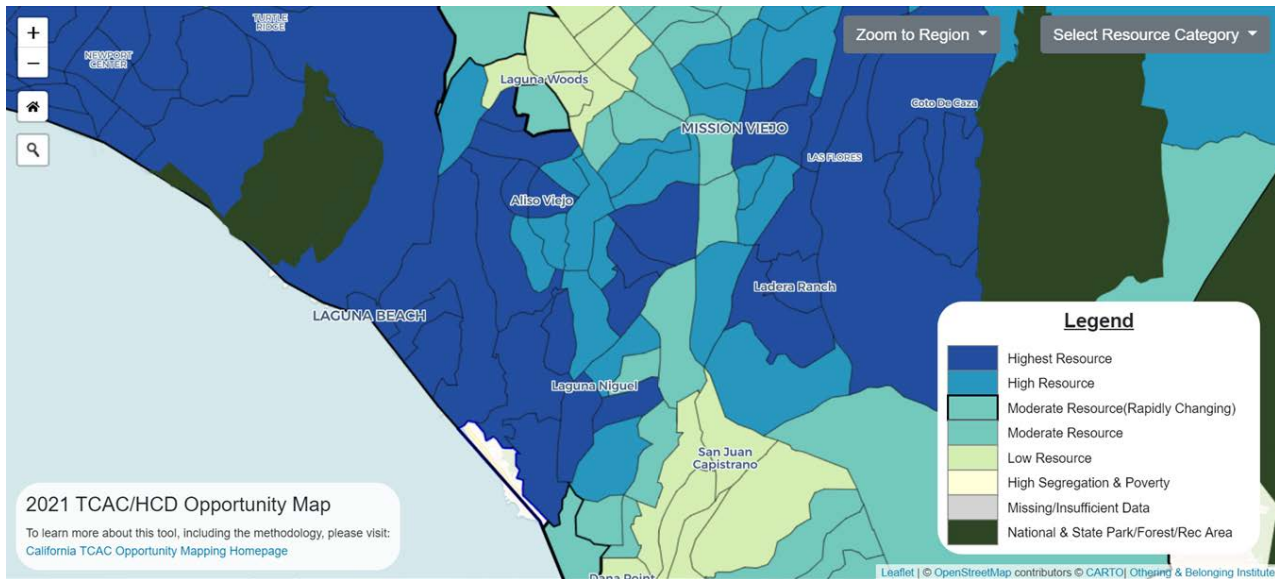 +
−
TURTLE
RIDGE
NEWPORT
CENTER
Zoom to Region
Select Resource Category
Laguna Woods
Coto De Caza
MISSION VIEJO
LAS FLORES
Aliso Viejo
Ladera Ranch
LAGUNA BEACH
Laguna Niguel
San Juan
Capistrano
Dana Point
Legend
Highest Resource
High Resource
Moderate Resource(Rapidly Changing)
Moderate Resource
Low Resource
High Segregation & Poverty
Missing/Insufficient Data
National & State Park/Forest/Rec Area
2021 TCAC/HCD Opportunity Map
To learn more about this tool, including the methodology, please visit:
California TCAC Opportunity Mapping Homepage
Leaflet | © OpenStreetMap contributors © CARTO| Othering & Belonging Institute